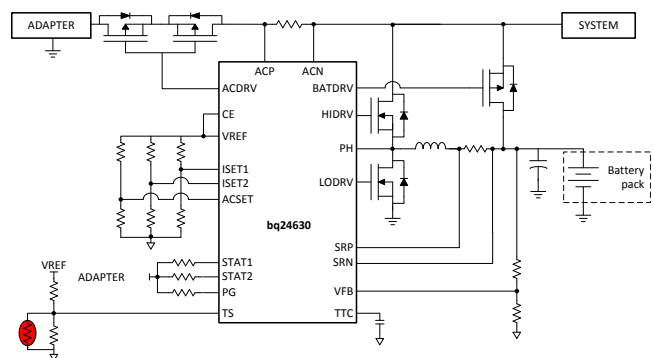 ADAPTER
SYSTEM
ACP
ACN
ACDRV
BATDRV
CE
HIDRV
VREF
PH
ISET1
ISET2
LODRV
ACSET
Battery
pack
bq24630
SRP
STAT1
SRN
VREF
ADAPTER
STAT2
PG
VFB
TS
TTC